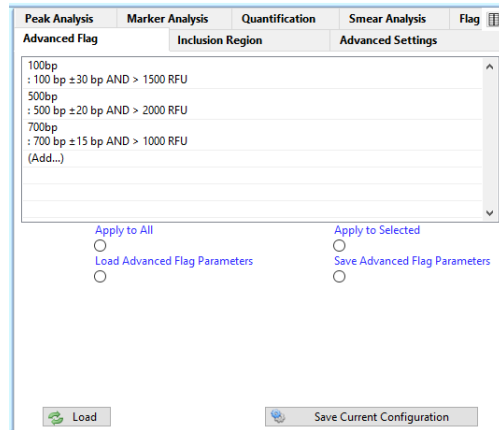 Peak Analysis Marker Analysis Quantification Smear Analysis Flag
Advanced Flag Inclusion Region Advanced Settings
100bp
: 100 bp ±30 bp AND > 1500 RFU
500bp
: 500 bp ±20 bp AND > 2000 RFU
700bp
: 700 bp ±15 bp AND > 1000 RFU
(Add...)
Apply to All Apply to Selected
Load Advanced Flag Parameters Save Advanced Flag Parameters
Load Save Current Configuration